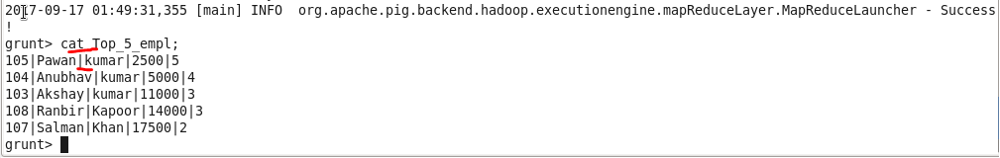 2017-09-17 01:49:31,355 [main] INFO  org.apache.pig.backend.hadoop.executionengine.mapReduceLayer.MapReduceLauncher - Success
!
grunt> cat Top_5_empl;
105|Pawan|kumar|2500|5
104|Anubhav|kumar|5000|4
103|Akshay|kumar|11000|3
108|Ranbir|Kapoor|14000|3
107|Salman|Khan|17500|2
grunt>